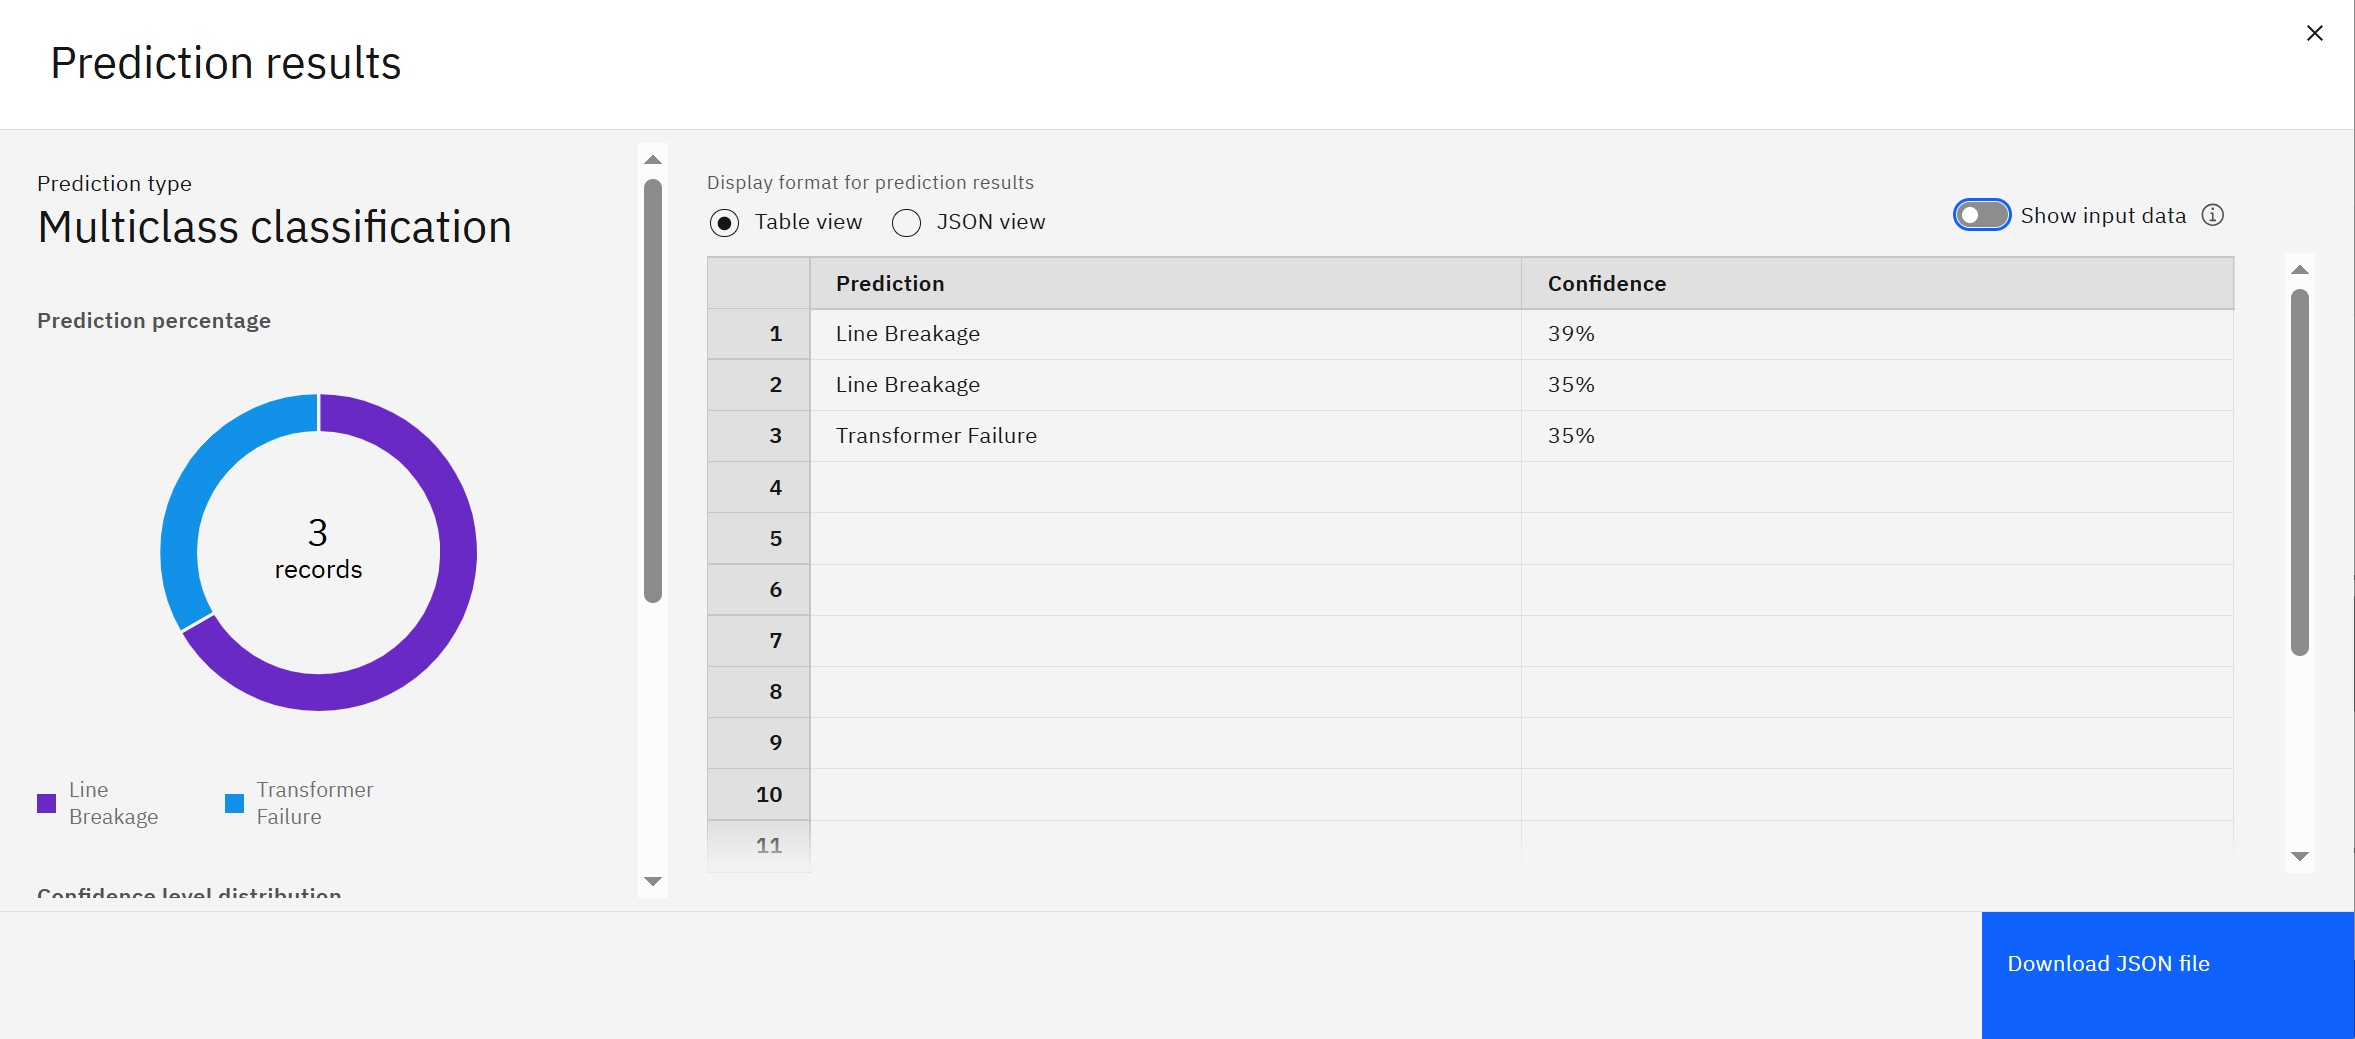 Prediction results
Prediction type
Multiclass classification
Prediction percentage
3
records
Line
Breakage
Transformer
Failure
Confidence level distribution
Display format for prediction results
Table view JSON view
Show input data
Prediction Confidence
1 Line Breakage 39%
2 Line Breakage 35%
3 Transformer Failure 35%
4
5
6
7
8
9
10
11
Download JSON file